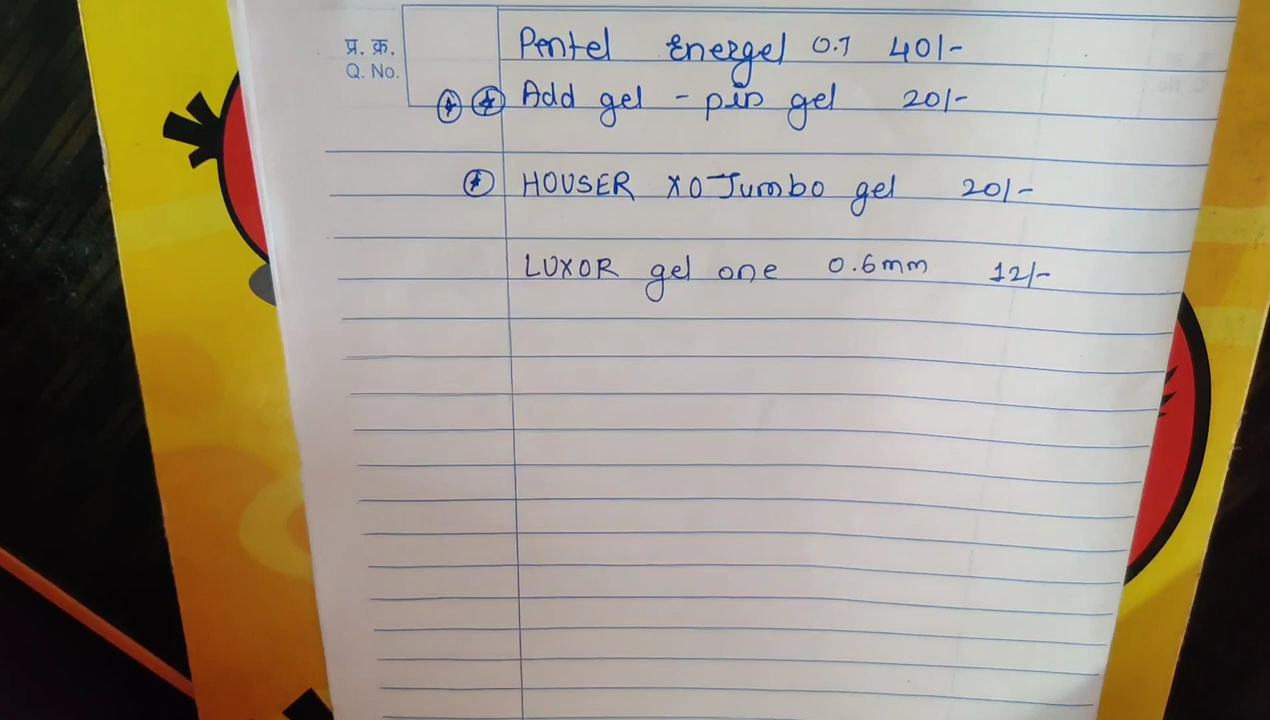 प्र. क्र.
Q. No.
Pentel Energel 0.7 40/-
Add gel - pin gel 20/-
HOUSER XO Jumbo gel 20/-
LUXOR gel one 0.6mm 12/-